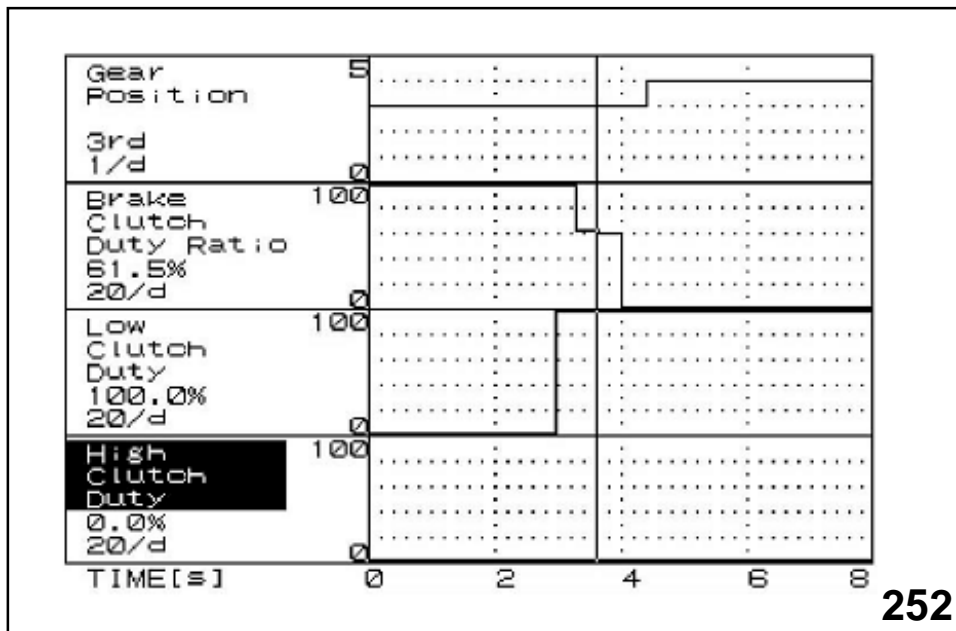 Gear 5
Position
3rd
1/d 0
Brake 100
Clutch
Duty Ratio
61.5%
20/d 0
Low 100
Clutch
Duty
100.0%
20/d 0
High 100
Clutch
Duty
0.0%
20/d 0
TIME[s] 0 2 4 6 8
252